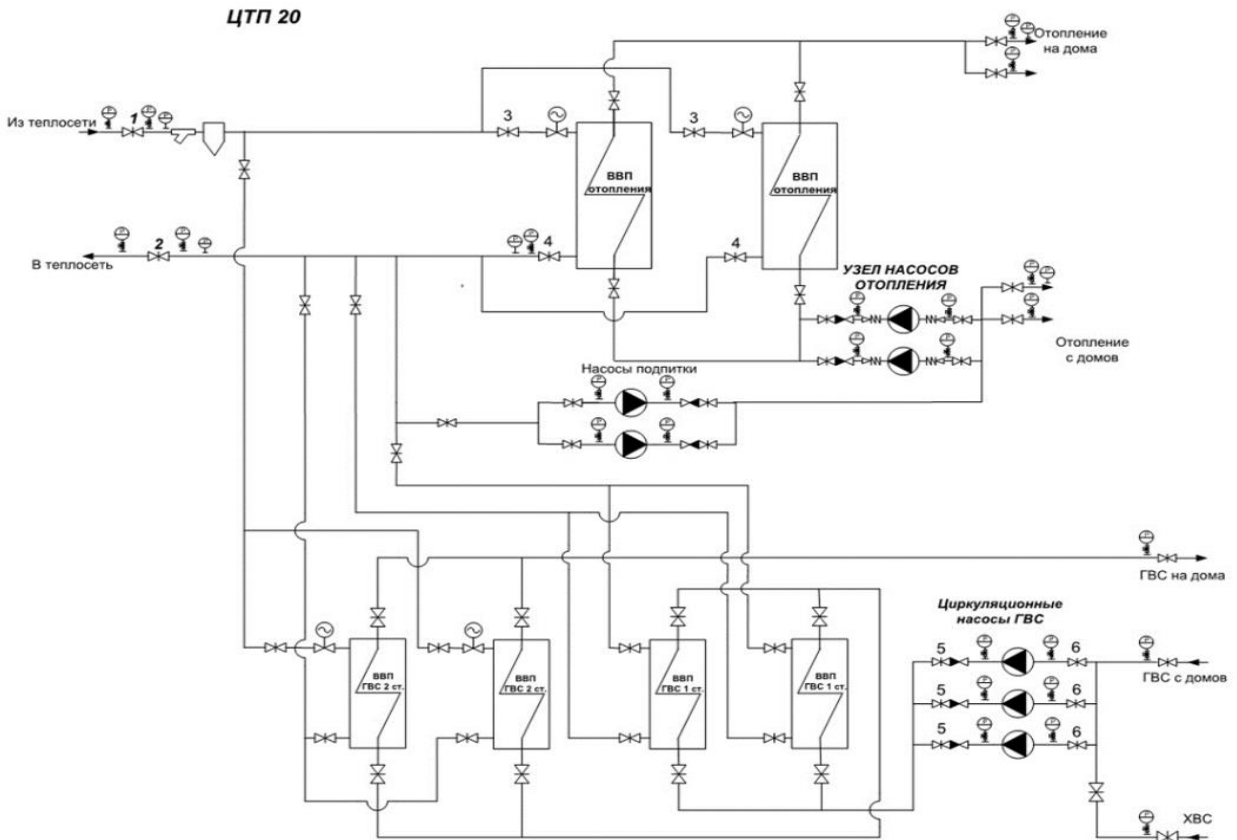 ЦТП 20
Отопление
на дома
Из теплосети
1
3
3
ВВП
отопления
ВВП
отопления
2
4
4
В теплосеть
УЗЕЛ НАСОСОВ
ОТОПЛЕНИЯ
Отопление
с домов
Насосы подпитки
ГВС на дома
Циркуляционные
насосы ГВС
ВВП
ГВС 2 ст.
ВВП
ГВС 2 ст.
ВВП
ГВС 1 ст.
ВВП
ГВС 1 ст.
5
6
ГВС с домов
5
6
5
6
ХВС